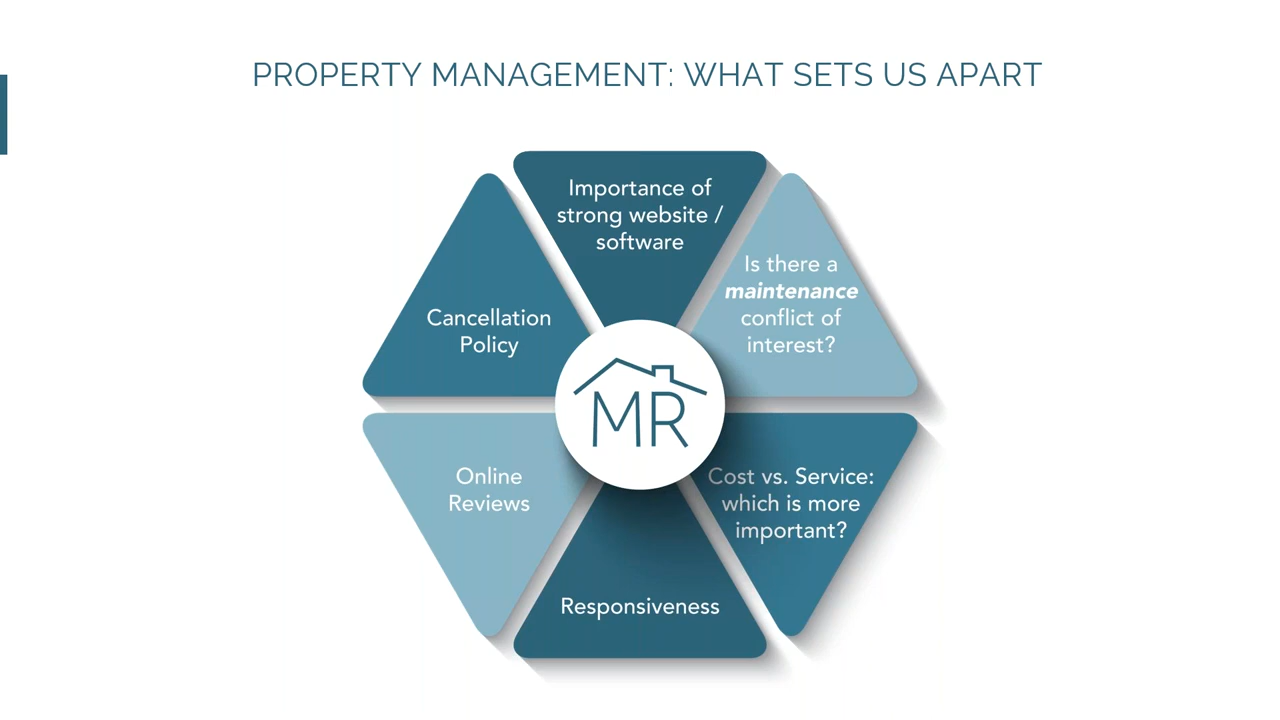 PROPERTY MANAGEMENT: WHAT SETS US APART
Importance of
strong website /
software
Is there a
maintenance
conflict of
interest?
Cost vs. Service:
which is more
important?
Responsiveness
Online
Reviews
Cancellation
Policy
MR